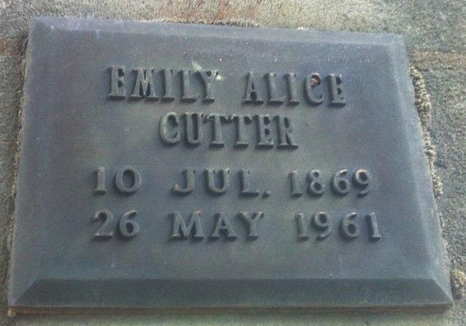 EMILY ALICE
CUTTER
10 JUL. 1869
26 MAY 1961